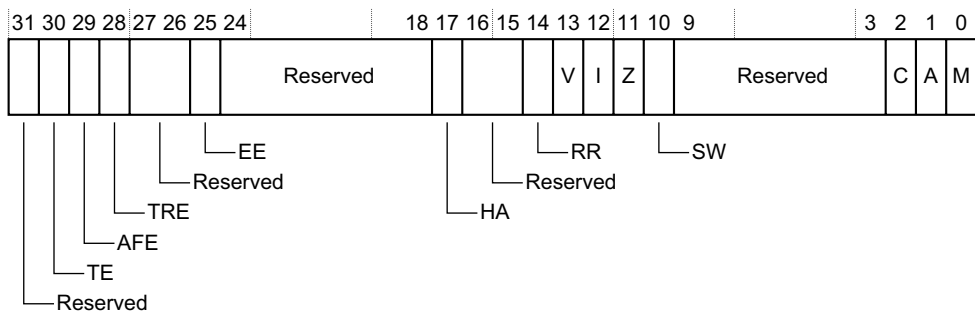 31 30 29 28 27 26 25 24 18 17 16 15 14 13 12 11 10 9 3 2 1 0
Reserved V I Z Reserved C A M
EE RR SW
Reserved Reserved
TRE HA
AFE
TE
Reserved